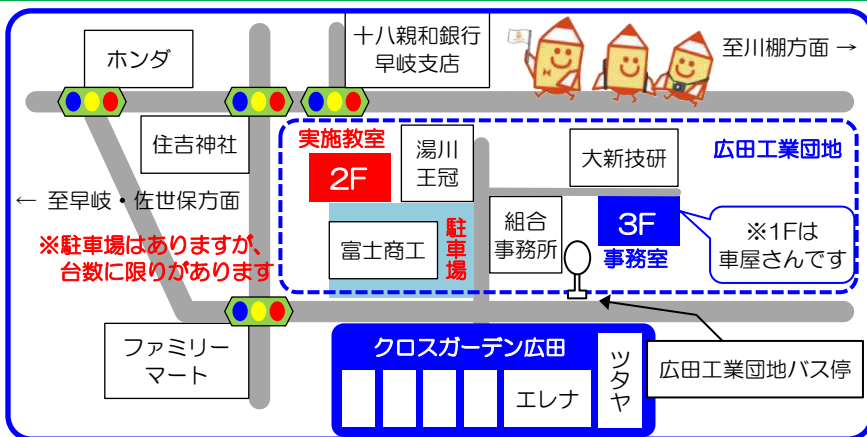 ホンダ
十八親和銀行
早岐支店
至川棚方面 →
住吉神社
実施教室
2F
湯川
王冠
大新技研
広田工業団地
← 至早岐・佐世保方面
※駐車場はありますが、
台数に限りがあります
富士商工
駐車場
組合
事務所
3F
事務室
※1Fは
車屋さんです
ファミリー
マート
クロスガーデン広田
エレナ
ツタヤ
広田工業団地バス停